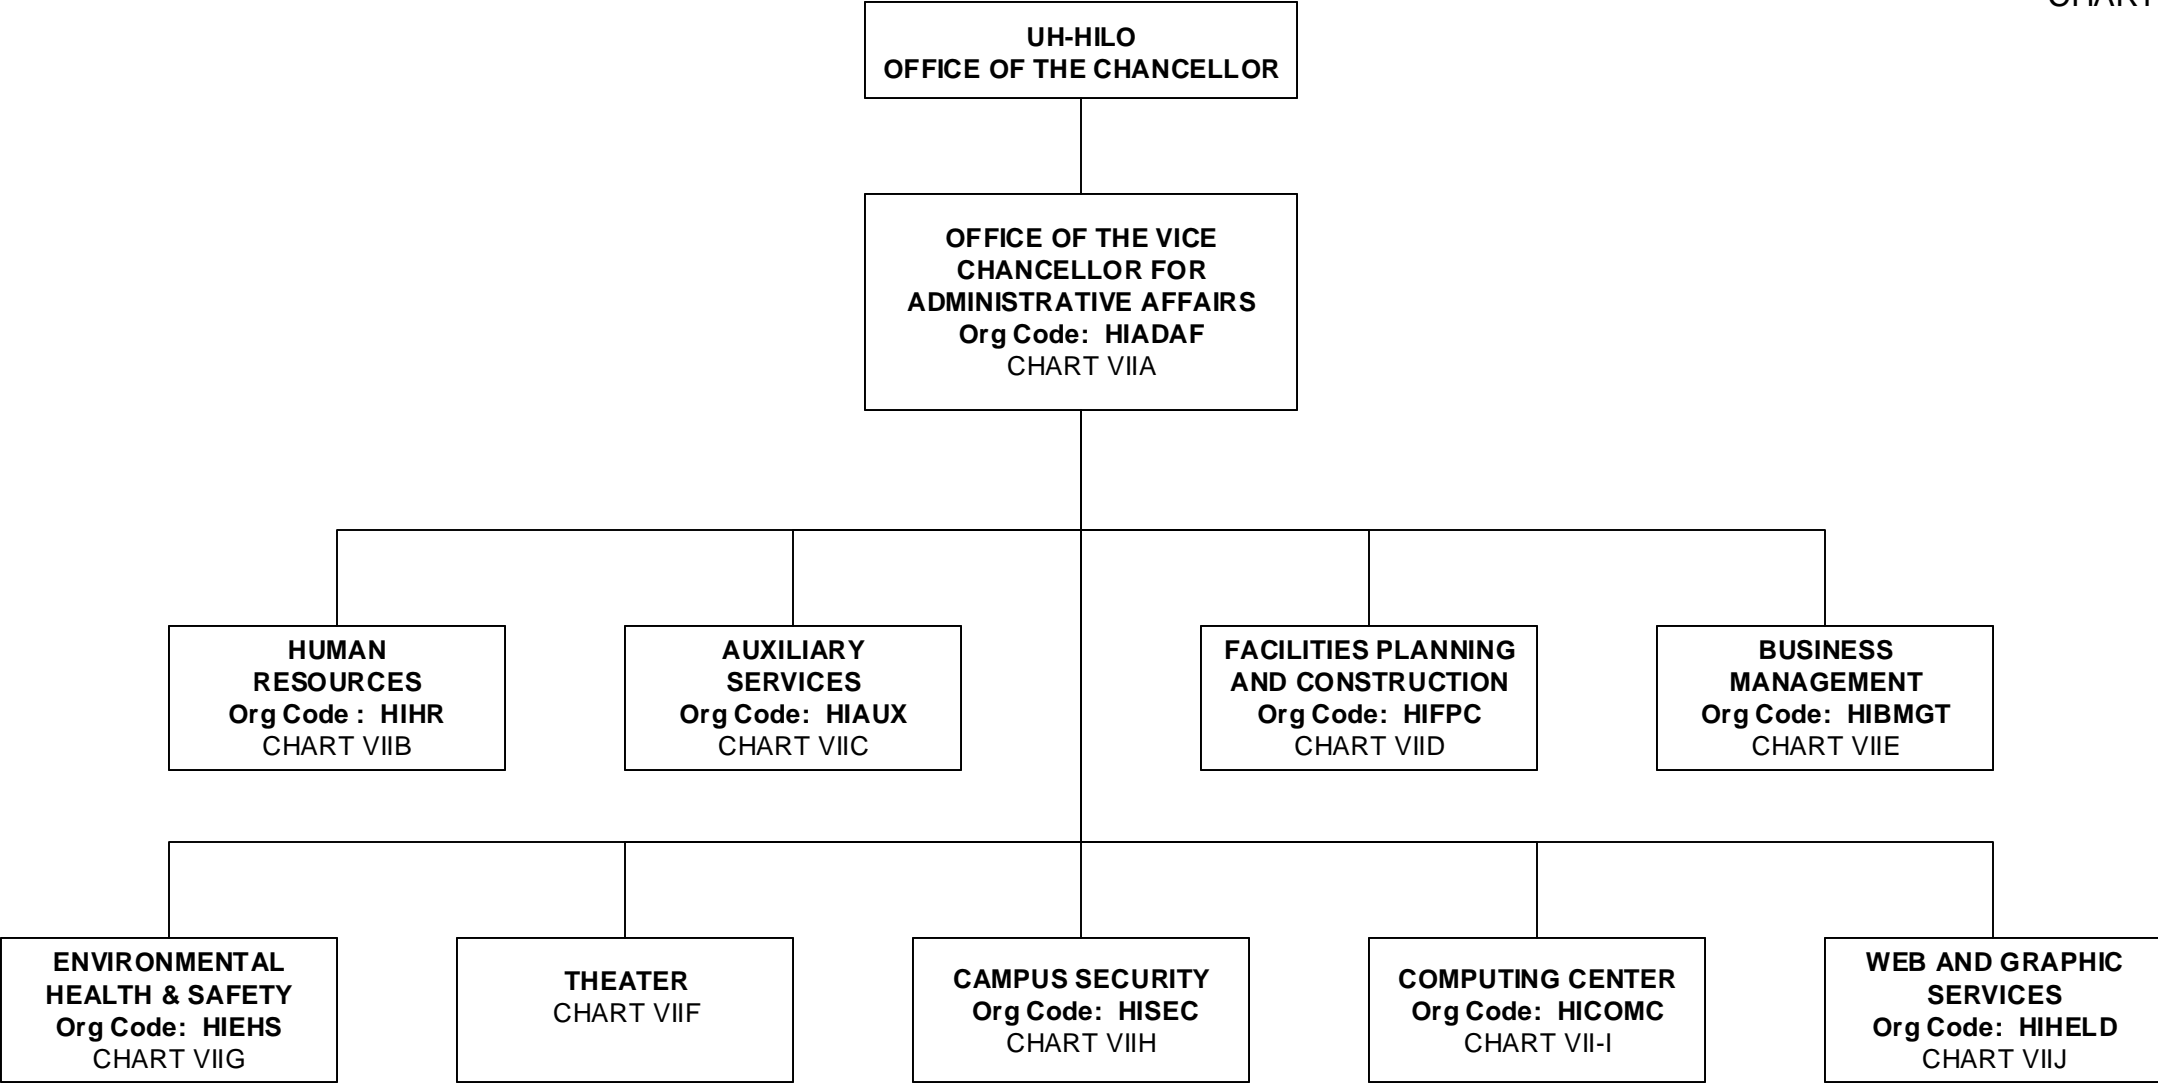 CHART
UH-HILO
OFFICE OF THE CHANCELLOR
OFFICE OF THE VICE
CHANCELLOR FOR
ADMINISTRATIVE AFFAIRS
Org Code: HIADAF
CHART VIIA
HUMAN
RESOURCES
Org Code : HIHR
CHART VIIB
AUXILIARY
SERVICES
Org Code: HIAUX
CHART VIIC
FACILITIES PLANNING
AND CONSTRUCTION
Org Code: HIFPC
CHART VIID
BUSINESS
MANAGEMENT
Org Code: HIBMGT
CHART VIIE
ENVIRONMENTAL
HEALTH & SAFETY
Org Code: HIEHS
CHART VIIG
THEATER
CHART VIIF
CAMPUS SECURITY
Org Code: HISEC
CHART VIIH
COMPUTING CENTER
Org Code: HICOMC
CHART VII-I
WEB AND GRAPHIC
SERVICES
Org Code: HIHELD
CHART VIIJ